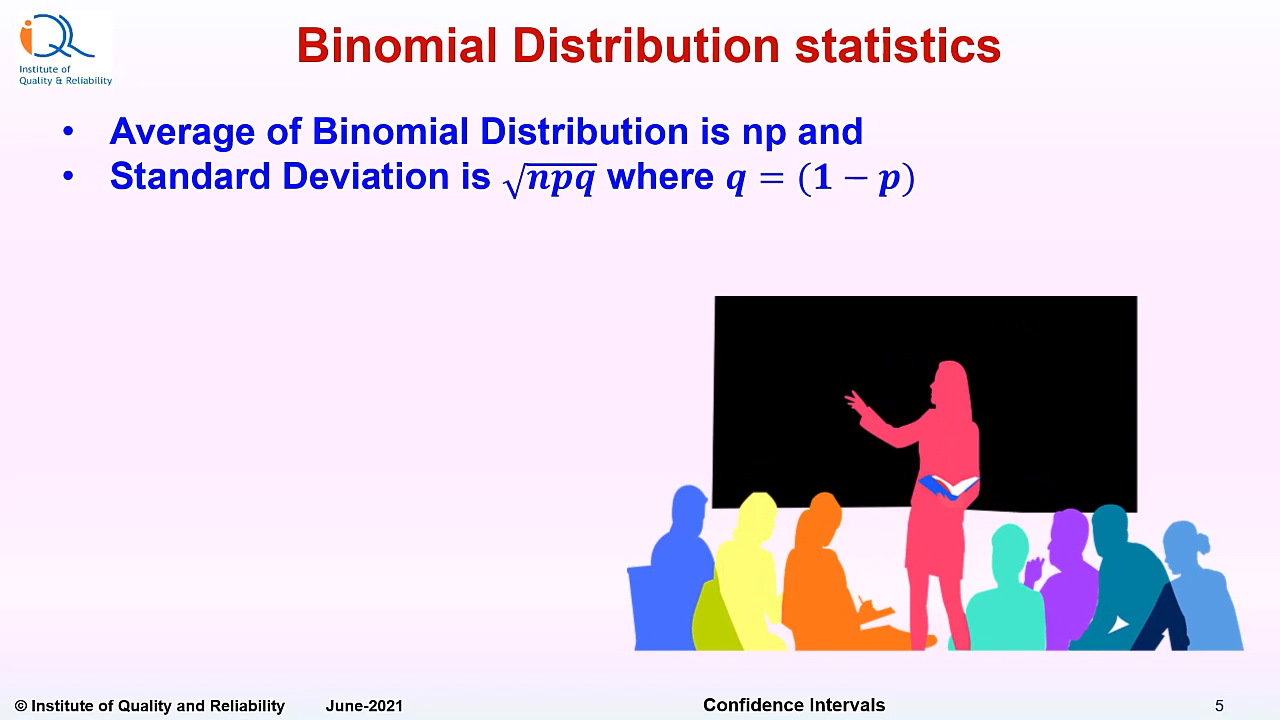 Institute of
Quality & Reliability
Binomial Distribution statistics
• Average of Binomial Distribution is np and
• Standard Deviation is √npq where q = (1 − p)
© Institute of Quality and Reliability June-2021 Confidence Intervals 5